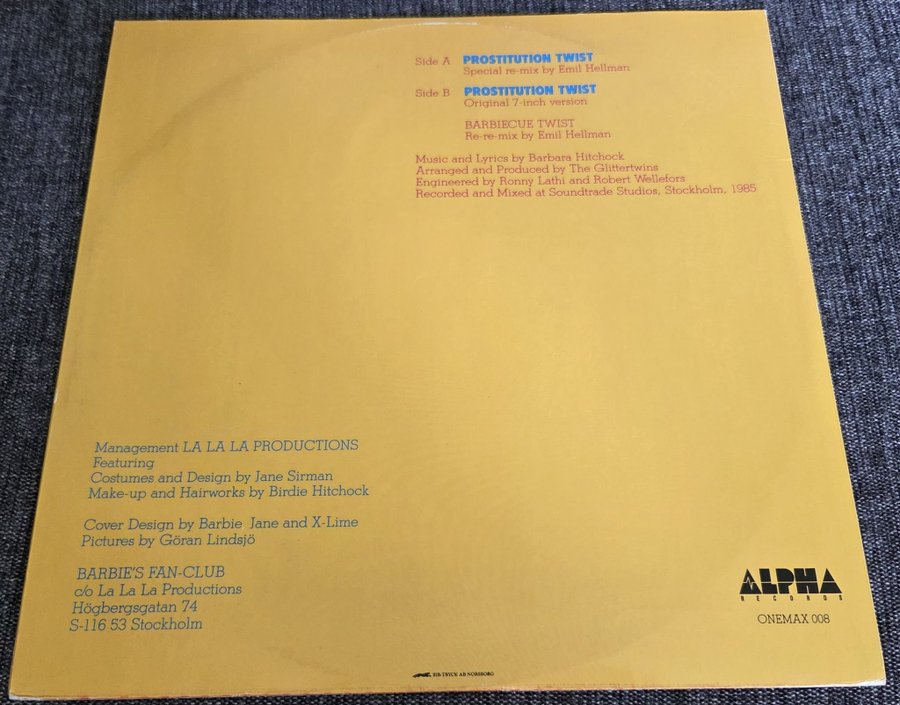 Side A PROSTITUTION TWIST
Special re-mix by Emil Hellman
Side B PROSTITUTION TWIST
Original 7-inch version
BARBIECUE TWIST
Re-re-mix by Emil Hellman
Music and Lyrics by Barbara Hitchock
Arranged and Produced by The Glittertwins
Engineered by Ronny Lathi and Robert Wellefors
Recorded and Mixed at Soundtrade Studios, Stockholm, 1985
Management LA LA LA PRODUCTIONS
Featuring
Costumes and Design by Jane Sirman
Make-up and Hairworks by Birdie Hitchock
Cover Design by Barbie Jane and X-Lime
Pictures by Göran Lindsjö
BARBIE'S FAN-CLUB
c/o La La La Productions
Högbergsgatan 74
S-116 53 Stockholm
ALPHA
RECORDS
ONEMAX 008
TRYCK AB NORSBORG